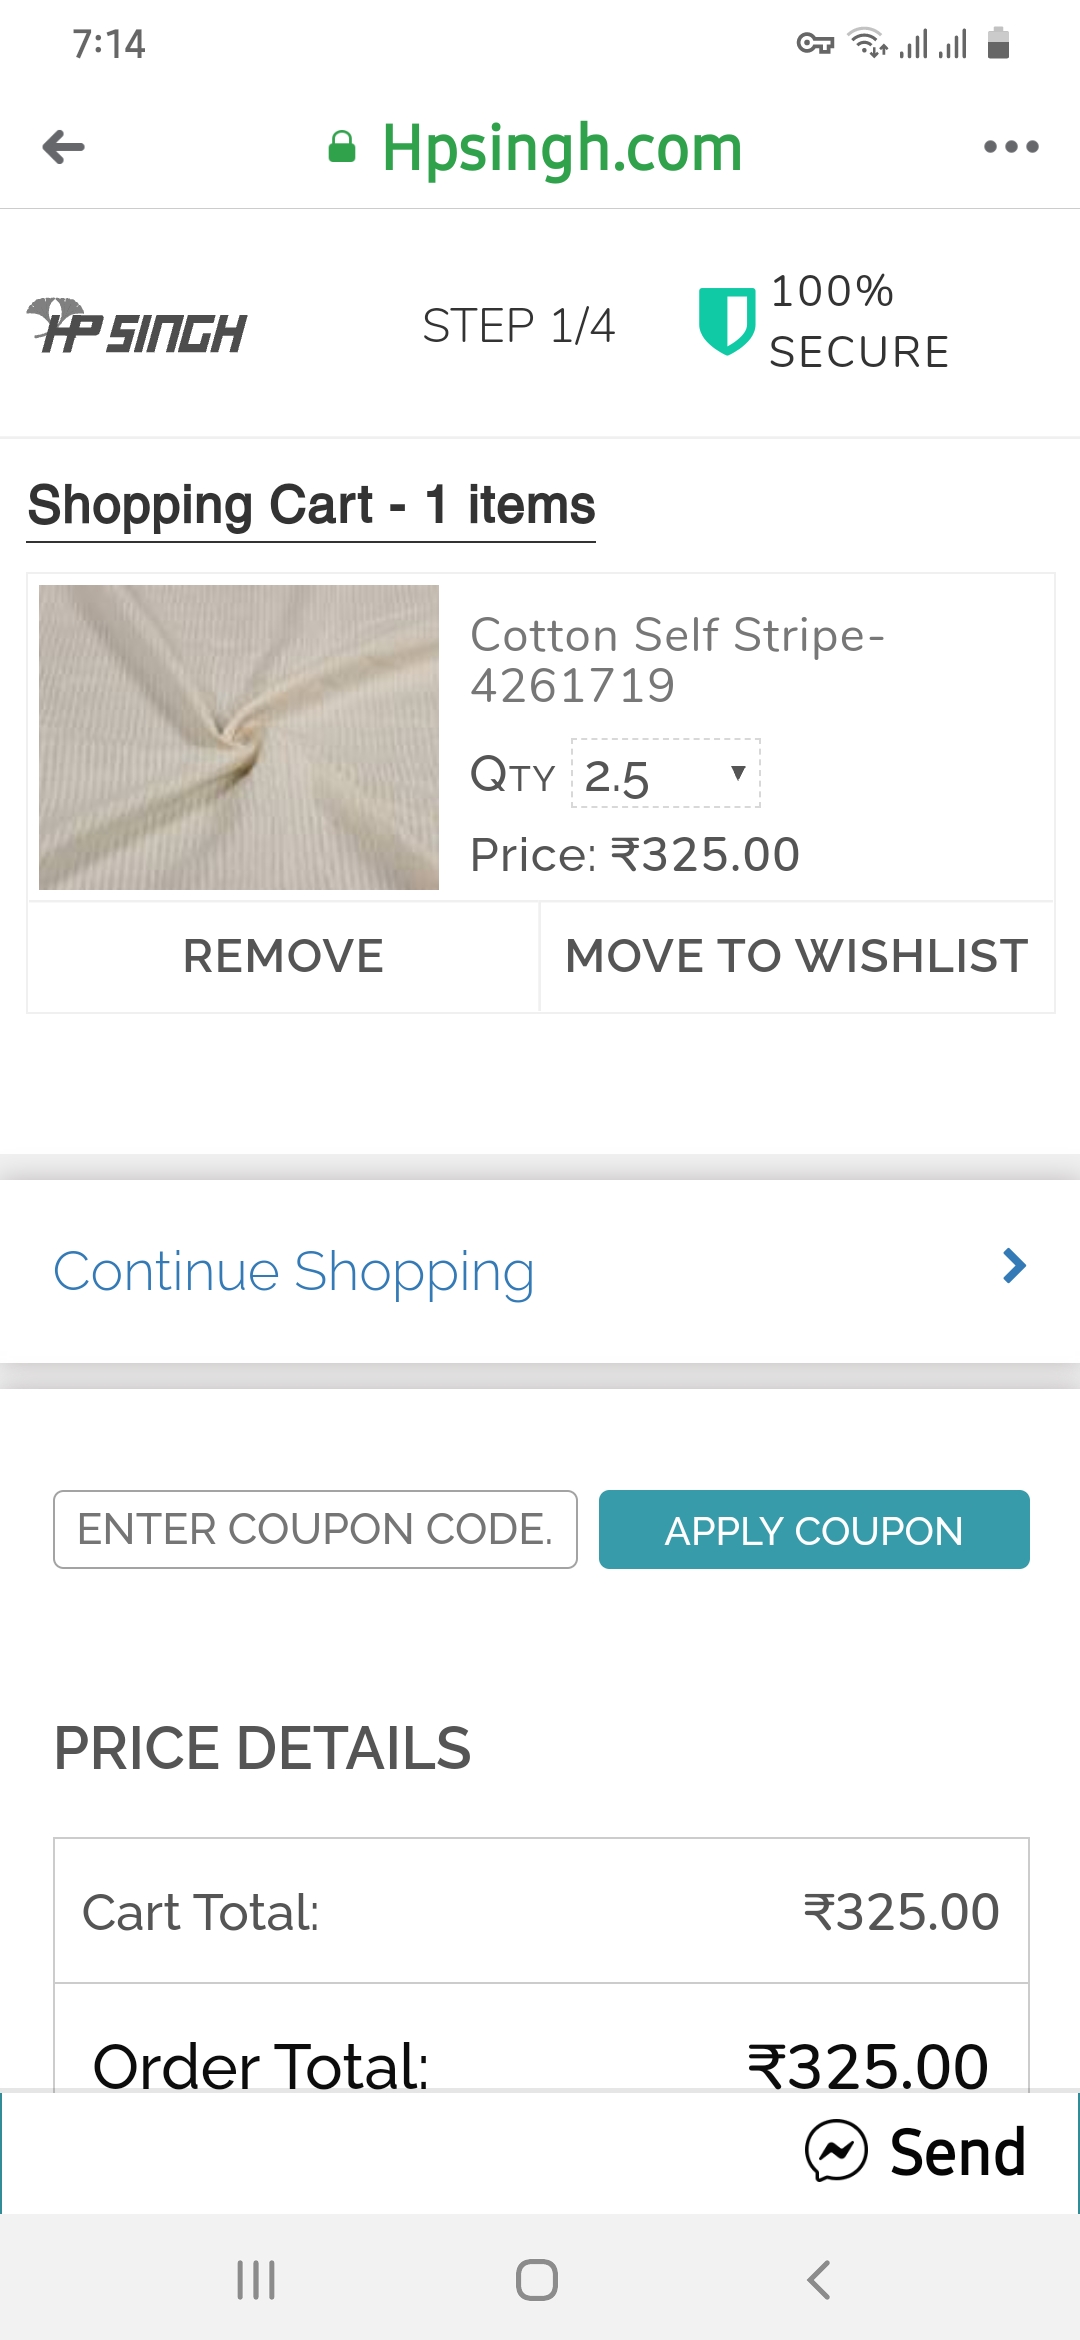 7:14
Hpsingh.com
HP SINGH
STEP 1/4
100%
SECURE
Shopping Cart - 1 items
Cotton Self Stripe-
4261719
QTY 2.5
Price: ₹325.00
REMOVE
MOVE TO WISHLIST
Continue Shopping
ENTER COUPON CODE.
APPLY COUPON
PRICE DETAILS
Cart Total: ₹325.00
Order Total: ₹325.00
Send